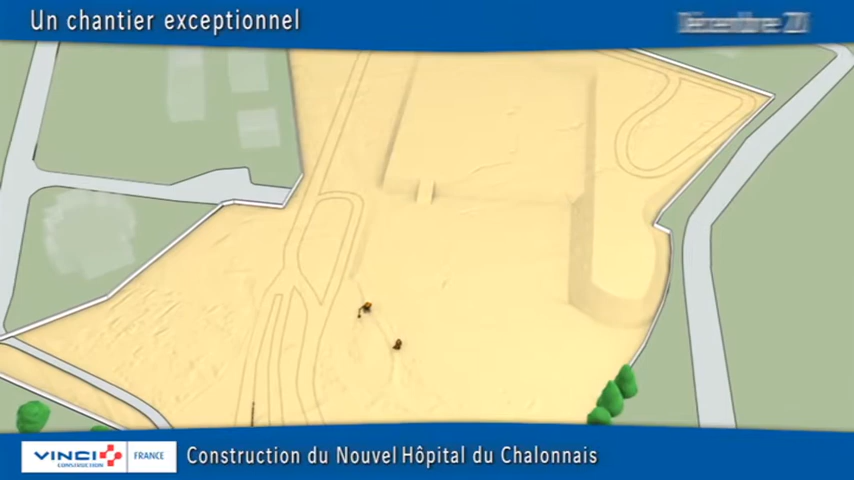 Un chantier exceptionnel
VINCI
CONSTRUCTION
FRANCE
Construction du Nouvel Hôpital du Chalonnais